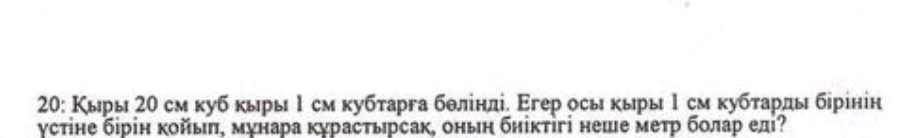 20: Қыры 20 см куб қыры 1 см кубтарға бөлінді. Егер осы қыры 1 см кубтарды бірінің
үстіне бірін қойып, мұнара құрастырсақ, оның биіктігі неше метр болар еді?